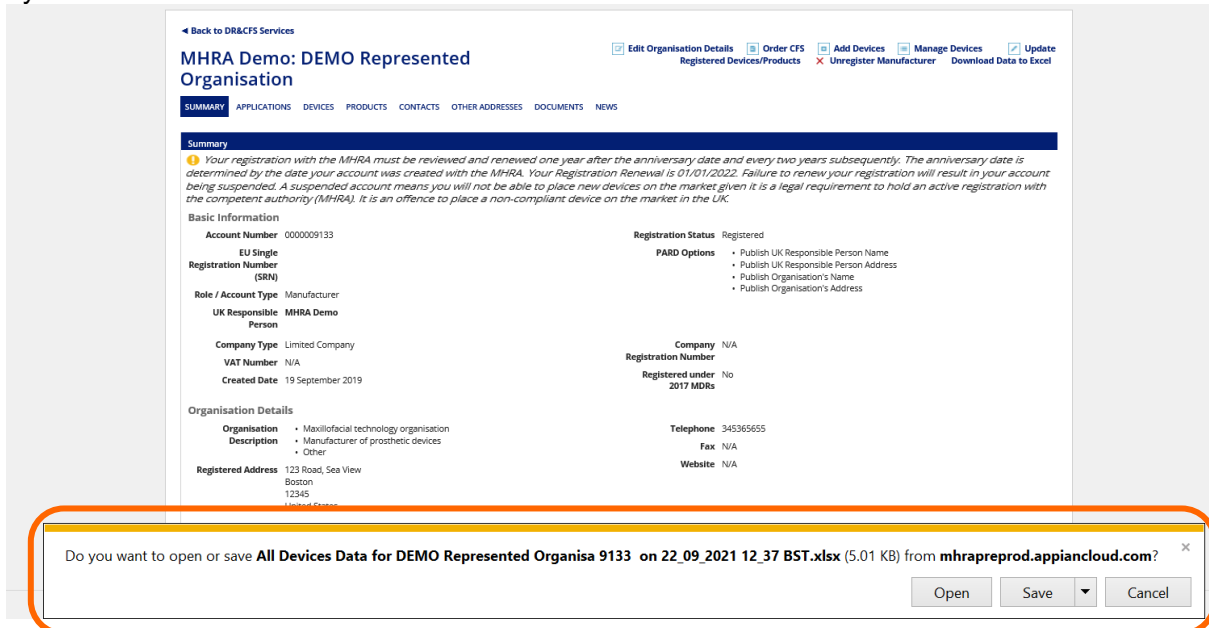 ◄ Back to DR&CFS Services
MHRA Demo: DEMO Represented
Organisation
Edit Organisation Details Order CFS Add Devices Manage Devices Update
Registered Devices/Products Unregister Manufacturer Download Data to Excel
SUMMARY APPLICATIONS DEVICES PRODUCTS CONTACTS OTHER ADDRESSES DOCUMENTS NEWS
Summary
Your registration with the MHRA must be reviewed and renewed one year after the anniversary date and every two years subsequently. The anniversary date is
determined by the date your account was created with the MHRA. Your Registration Renewal is 01/01/2022. Failure to renew your registration will result in your account
being suspended. A suspended account means you will not be able to place new devices on the market given it is a legal requirement to hold an active registration with
the competent authority (MHRA). It is an offence to place a non-compliant device on the market in the UK.
Basic Information
Account Number 0000009133
EU Single
Registration Number
(SRN)
Role / Account Type Manufacturer
UK Responsible MHRA Demo
Person
Registration Status Registered
PARD Options • Publish UK Responsible Person Name
• Publish UK Responsible Person Address
• Publish Organisation's Name
• Publish Organisation's Address
Company Type Limited Company
VAT Number N/A
Created Date 19 September 2019
Company N/A
Registration Number
Registered under No
2017 MDRs
Organisation Details
Organisation • Maxillofacial technology organisation
Description • Manufacturer of prosthetic devices
• Other
Registered Address 123 Road, Sea View
Boston
12345
United States
Telephone 345365655
Fax N/A
Website N/A
Do you want to open or save All Devices Data for DEMO Represented Organisa 9133 on 22_09_2021 12_37 BST.xlsx (5.01 KB) from mhrapreprod.appiancloud.com?
×
Open Save Cancel